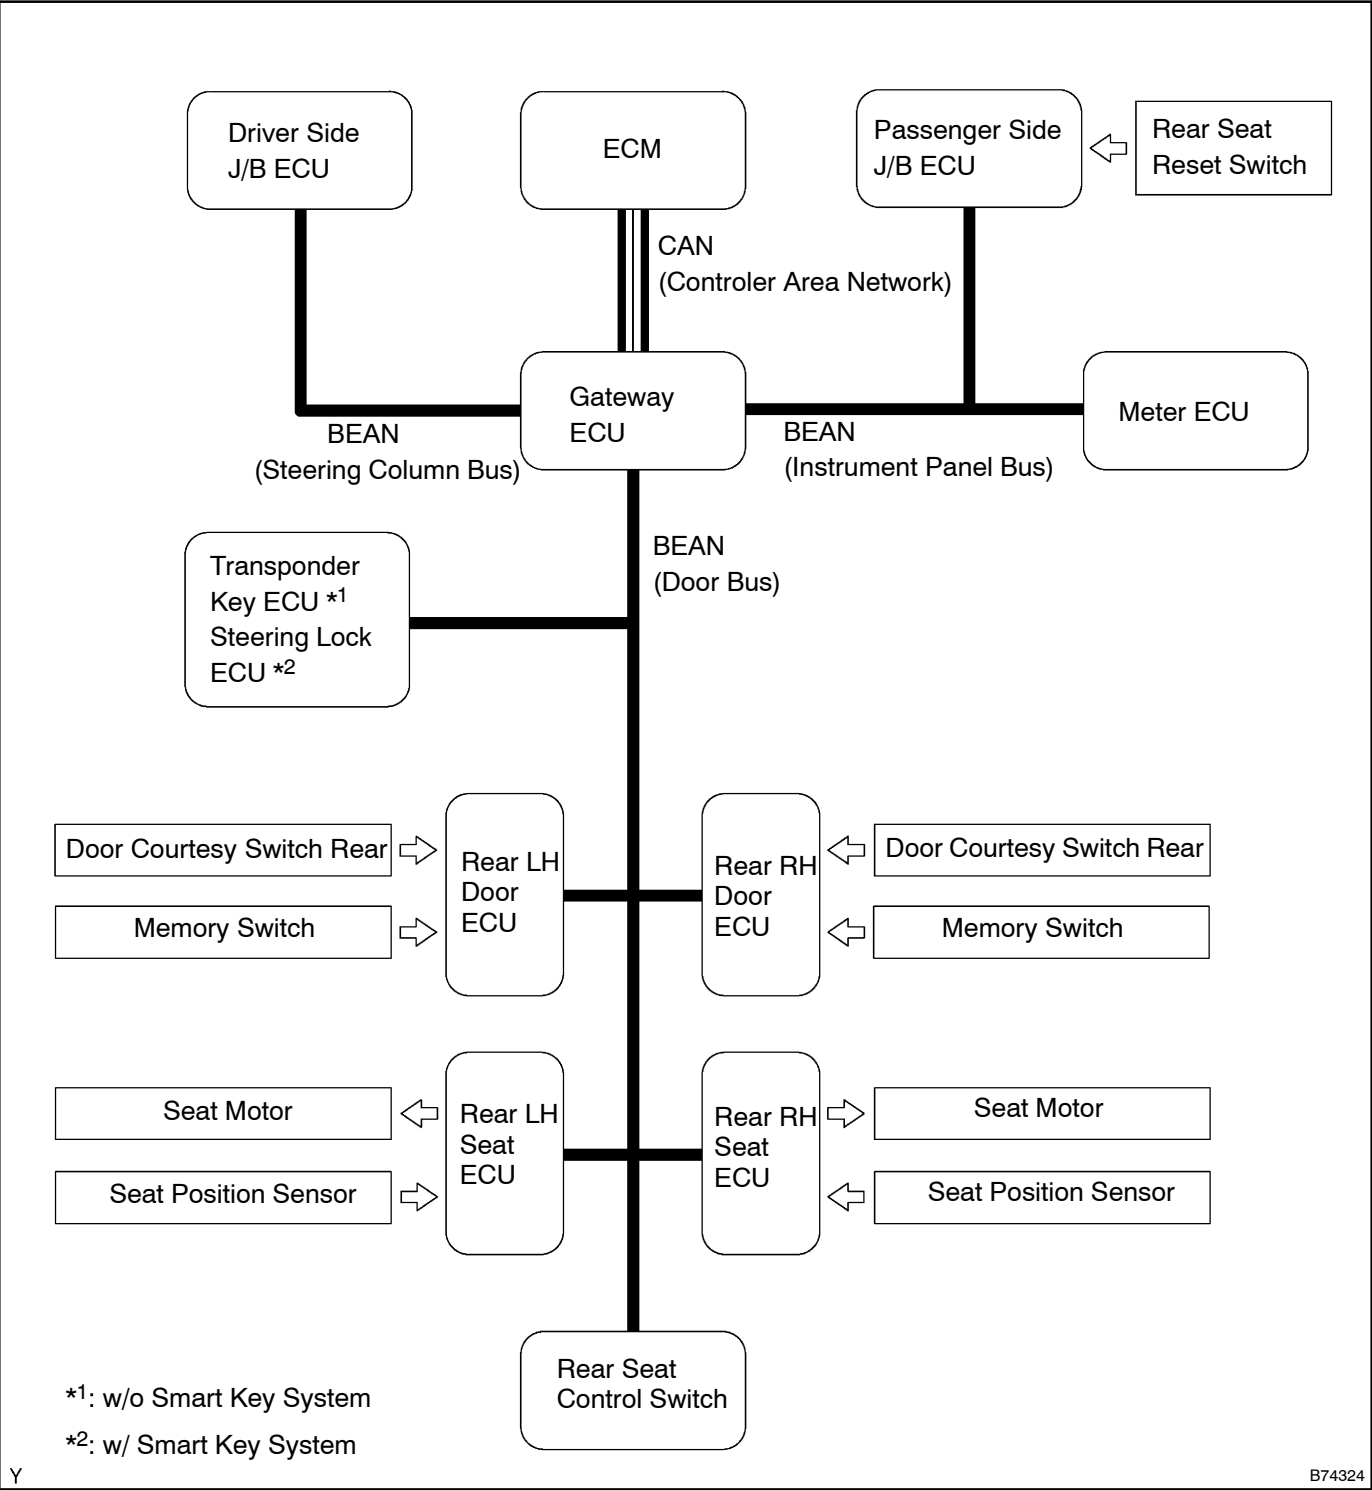 Driver Side
J/B ECU
ECM
Passenger Side
J/B ECU
Rear Seat
Reset Switch
CAN
(Controler Area Network)
Gateway
ECU
Meter ECU
BEAN
(Steering Column Bus)
BEAN
(Instrument Panel Bus)
BEAN
(Door Bus)
Transponder
Key ECU *1
Steering Lock
ECU *2
Door Courtesy Switch Rear
Memory Switch
Rear LH
Door
ECU
Rear RH
Door
ECU
Door Courtesy Switch Rear
Memory Switch
Seat Motor
Seat Position Sensor
Rear LH
Seat
ECU
Rear RH
Seat
ECU
Seat Motor
Seat Position Sensor
Rear Seat
Control Switch
*1: w/o Smart Key System
*2: w/ Smart Key System
Y
B74324